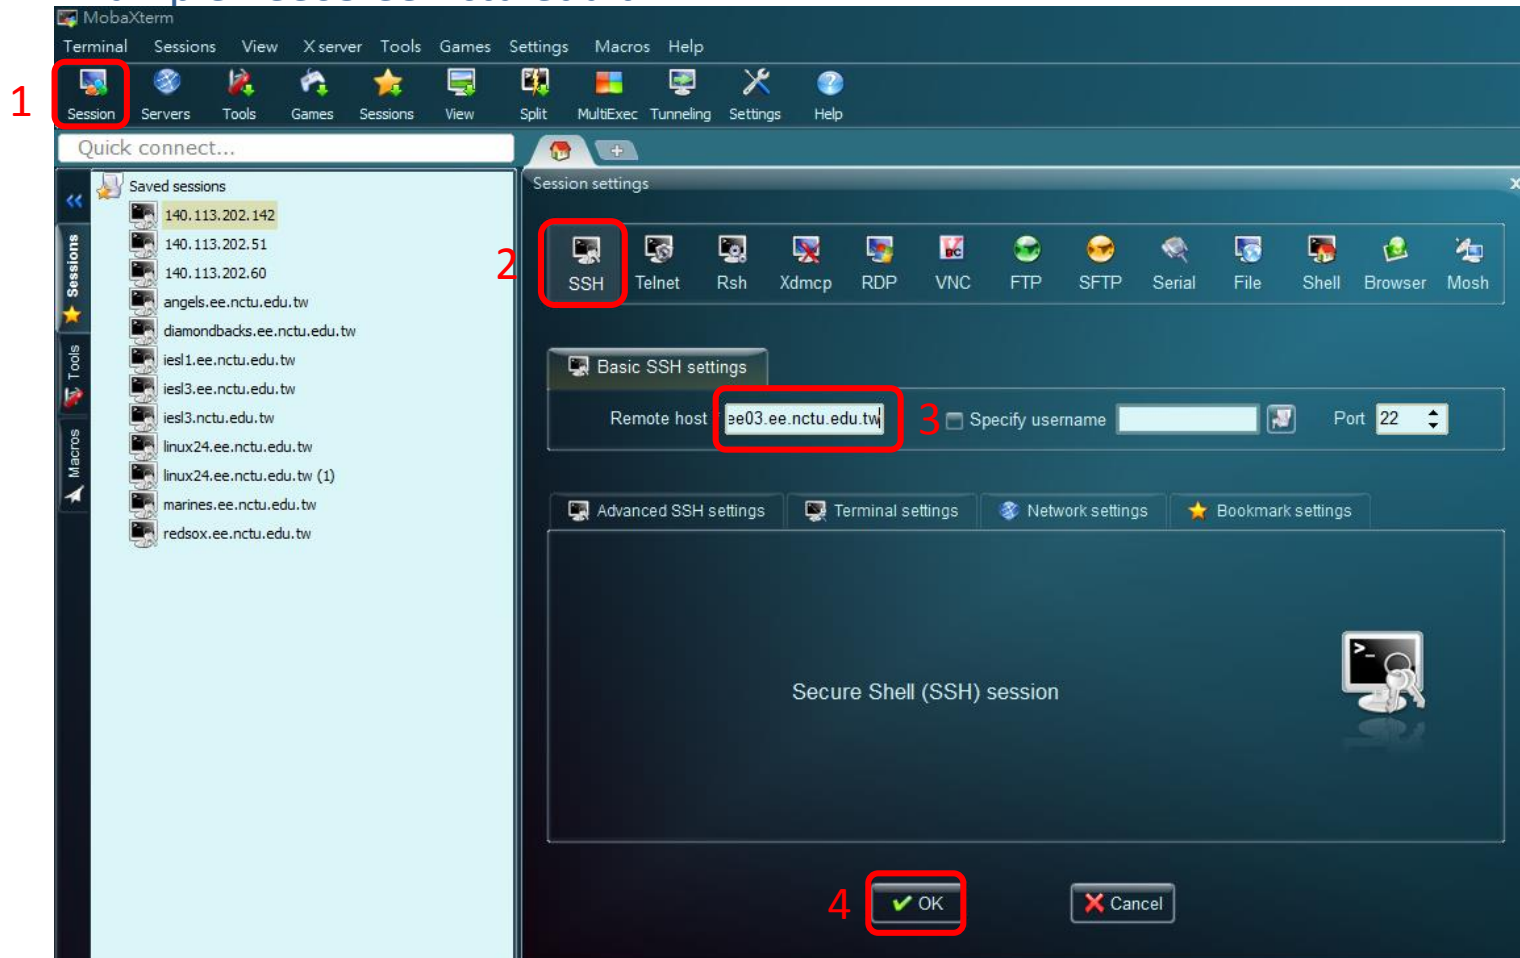 MobaXterm
Terminal Sessions View X server Tools Games Settings Macros Help
1
Session Servers Tools Games Sessions View Split MultiExec Tunneling Settings Help
Quick connect...
Saved sessions
140.113.202.142
140.113.202.51
140.113.202.60
angels.ee.nctu.edu.tw
diamondbacks.ee.nctu.edu.tw
iesl1.ee.nctu.edu.tw
iesl3.ee.nctu.edu.tw
iesl3.nctu.edu.tw
linux24.ee.nctu.edu.tw
linux24.ee.nctu.edu.tw (1)
marines.ee.nctu.edu.tw
redsox.ee.nctu.edu.tw
Sessions
Tools
Macros
Session settings
x
2
SSH Telnet Rsh Xdmcp RDP VNC FTP SFTP Serial File Shell Browser Mosh
Basic SSH settings
Remote host ee03.ee.nctu.edu.tw 3 Specify username Port 22
Advanced SSH settings Terminal settings Network settings Bookmark settings
Secure Shell (SSH) session
4 OK Cancel